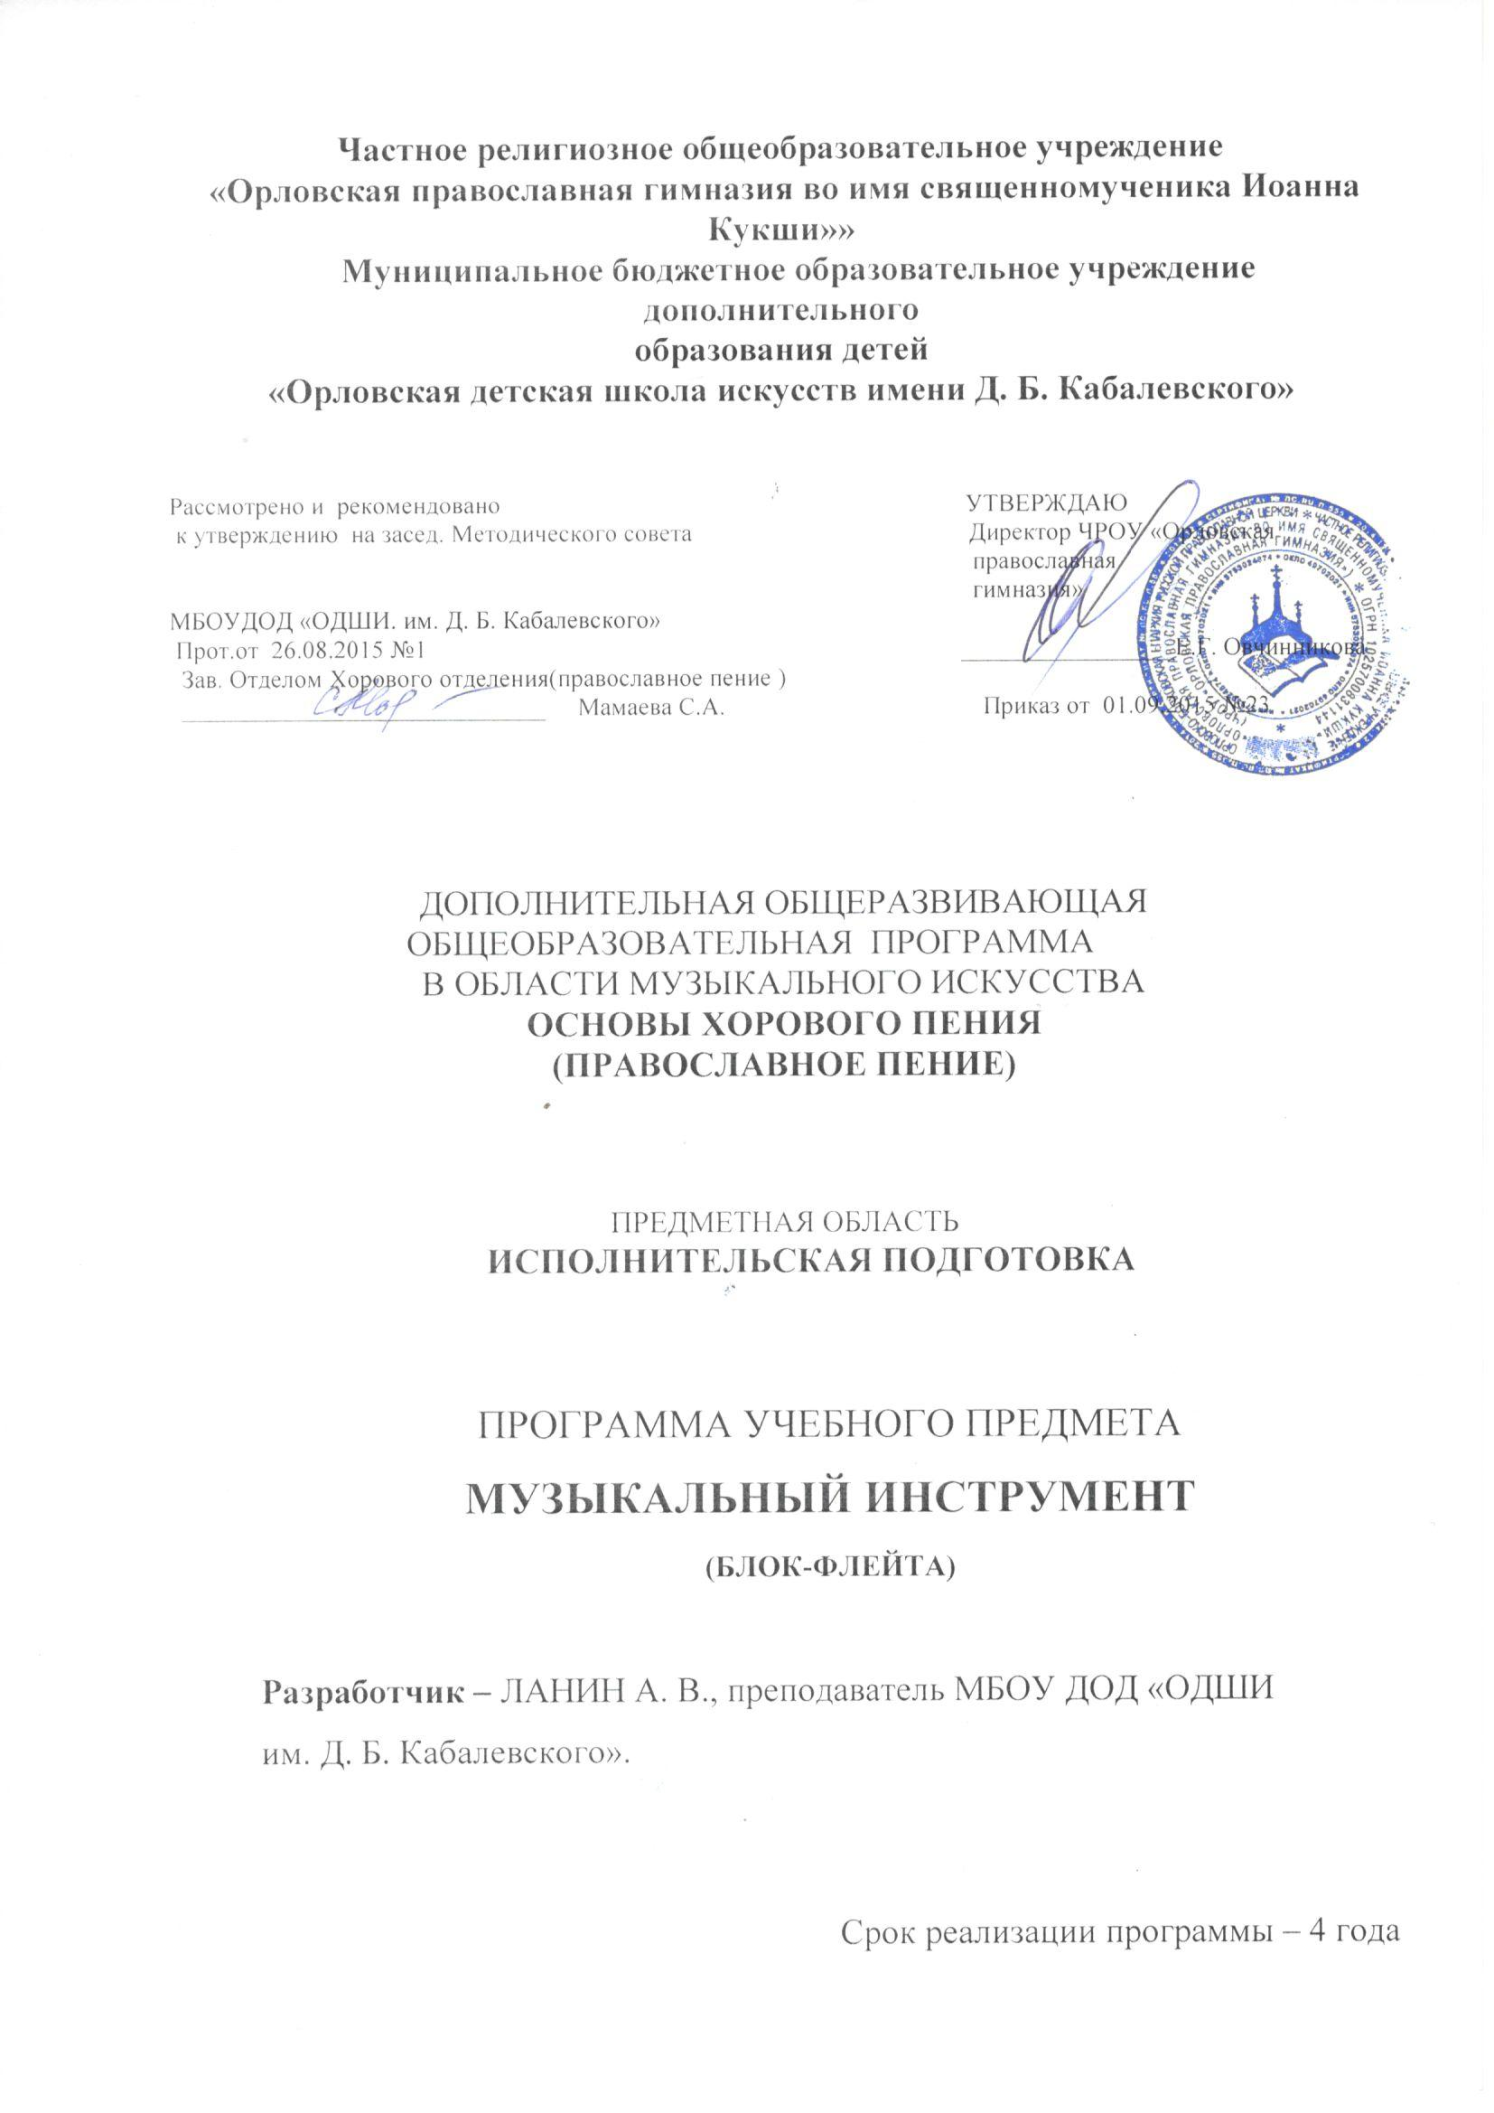 Частное религиозное общеобразовательное учреждение
«Орловская православная гимназия во имя священномученика Иоанна
Кукши»»
Муниципальное бюджетное образовательное учреждение
дополнительного
образования детей
«Орловская детская школа искусств имени Д. Б. Кабалевского»
Рассмотрено и рекомендовано
к утверждению на засед. Методического совета
МБОУДОД «ОДШИ. им. Д. Б. Кабалевского»
Прот.от 26.08.2015 №1
Зав. Отделом Хорового отделения(православное пение )
Мамаева С.А.
УТВЕРЖДАЮ
Директор ЧРОУ «Орловская
православная
гимназия»
Е.Г. Овчинникова
Приказ от 01.09.2015 №23
ДОПОЛНИТЕЛЬНАЯ ОБЩЕРАЗВИВАЮЩАЯ
ОБЩЕОБРАЗОВАТЕЛЬНАЯ ПРОГРАММА
В ОБЛАСТИ МУЗЫКАЛЬНОГО ИСКУССТВА
ОСНОВЫ ХОРОВОГО ПЕНИЯ
(ПРАВОСЛАВНОЕ ПЕНИЕ)
ПРЕДМЕТНАЯ ОБЛАСТЬ
ИСПОЛНИТЕЛЬСКАЯ ПОДГОТОВКА
ПРОГРАММА УЧЕБНОГО ПРЕДМЕТА
МУЗЫКАЛЬНЫЙ ИНСТРУМЕНТ
(БЛОК-ФЛЕЙТА)
Разработчик – ЛАНИН А. В., преподаватель МБОУ ДОД «ОДШИ
им. Д. Б. Кабалевского».
Срок реализации программы – 4 года